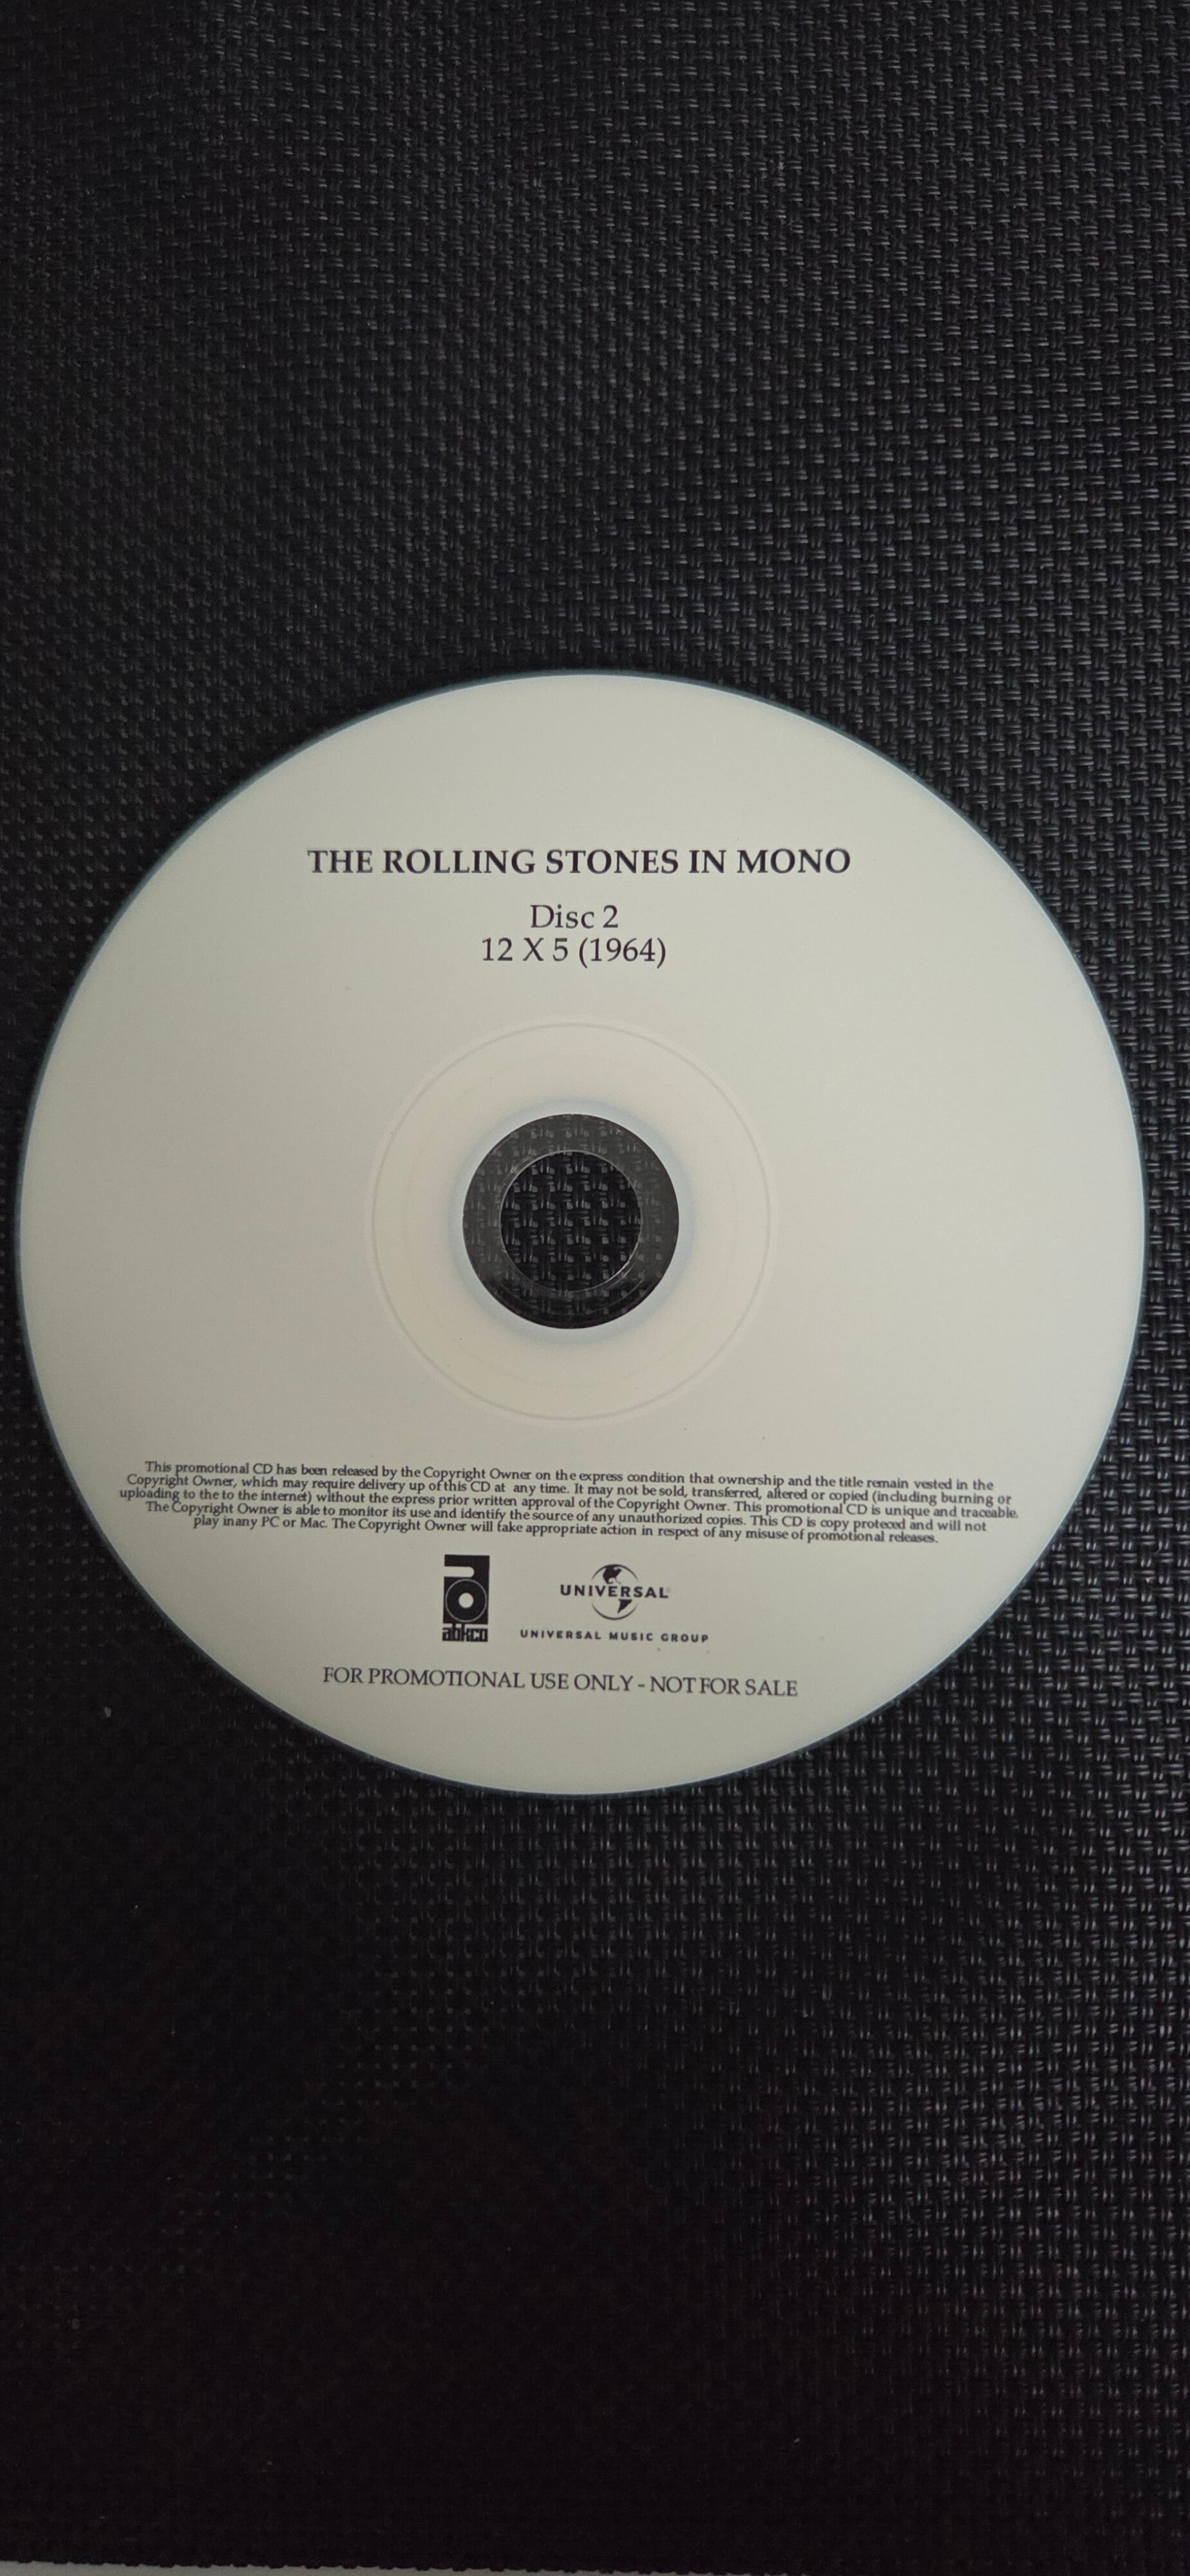 THE ROLLING STONES IN MONO
Disc 2
12 X 5 (1964)
This promotional CD has been released by the Copyright Owner on the express condition that ownership and the title remain vested in the
Copyright Owner, which may require delivery up of this CD at any time. It may not be sold, transferred, altered or copied (including burning or
uploading to the to the internet) without the express prior written approval of the Copyright Owner. This promotional CD is unique and traceable.
The Copyright Owner is able to monitor its use and identify the source of any unauthorized copies. This CD is copy proteced and will not
play inany PC or Mac. The Copyright Owner will take appropriate action in respect of any misuse of promotional releases.
abkco
UNIVERSAL
UNIVERSAL MUSIC GROUP
FOR PROMOTIONAL USE ONLY - NOT FOR SALE